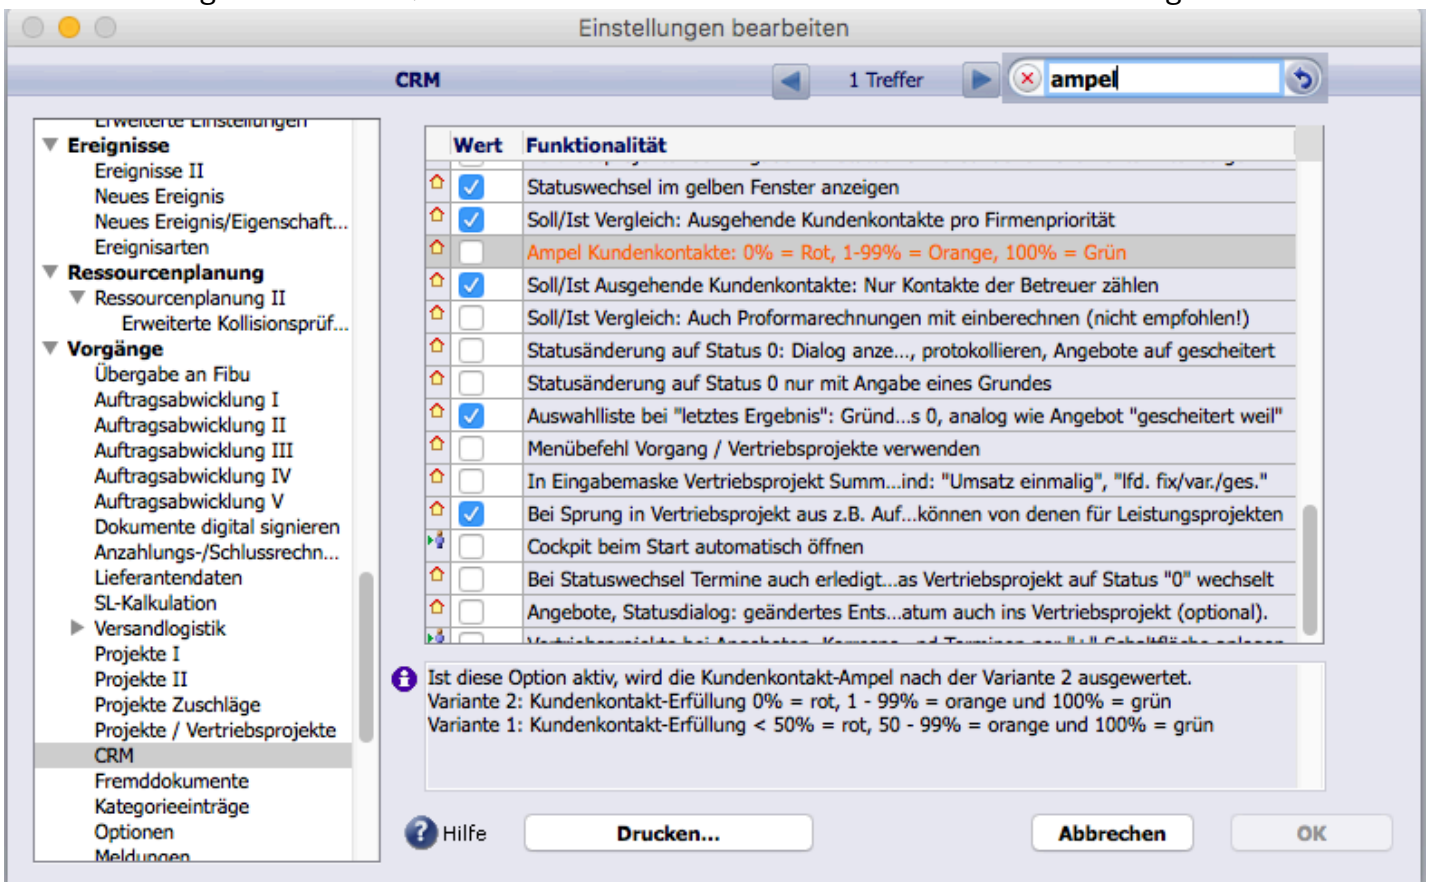 Einstellungen bearbeiten
CRM
1 Treffer
ampel
Erweiterte Einstellungen
Ereignisse
Ereignisse II
Neues Ereignis
Neues Ereignis/Eigenschaft...
Ereignisarten
Ressourcenplanung
Ressourcenplanung II
Erweiterte Kollisionsprüf...
Vorgänge
Übergabe an Fibu
Auftragsabwicklung I
Auftragsabwicklung II
Auftragsabwicklung III
Auftragsabwicklung IV
Auftragsabwicklung V
Dokumente digital signieren
Anzahlungs-/Schlussrechn...
Lieferantendaten
SL-Kalkulation
Versandlogistik
Projekte I
Projekte II
Projekte Zuschläge
Projekte / Vertriebsprojekte
CRM
Fremddokumente
Kategorieeinträge
Optionen
Meldungen
Wert Funktionalität
Statuswechsel im gelben Fenster anzeigen
Soll/Ist Vergleich: Ausgehende Kundenkontakte pro Firmenpriorität
Ampel Kundenkontakte: 0% = Rot, 1-99% = Orange, 100% = Grün
Soll/Ist Ausgehende Kundenkontakte: Nur Kontakte der Betreuer zählen
Soll/Ist Vergleich: Auch Proformarechnungen mit einberechnen (nicht empfohlen!)
Statusänderung auf Status 0: Dialog anze..., protokollieren, Angebote auf gescheitert
Statusänderung auf Status 0 nur mit Angabe eines Grundes
Auswahlliste bei "letztes Ergebnis": Gründ...s 0, analog wie Angebot "gescheitert weil"
Menübefehl Vorgang / Vertriebsprojekte verwenden
In Eingabemaske Vertriebsprojekt Summ...ind: "Umsatz einmalig", "lfd. fix/var./ges."
Bei Sprung in Vertriebsprojekt aus z.B. Auf...können von denen für Leistungsprojekten
Cockpit beim Start automatisch öffnen
Bei Statuswechsel Termine auch erledigt...as Vertriebsprojekt auf Status "0" wechselt
Angebote, Statusdialog: geändertes Ents...atum auch ins Vertriebsprojekt (optional).
Vertriebsprojekte bei Angeboten, Korrespo...nd Terminen per "+" Schaltfläche anlegen
Ist diese Option aktiv, wird die Kundenkontakt-Ampel nach der Variante 2 ausgewertet.
Variante 2: Kundenkontakt-Erfüllung 0% = rot, 1 - 99% = orange und 100% = grün
Variante 1: Kundenkontakt-Erfüllung < 50% = rot, 50 - 99% = orange und 100% = grün
Hilfe
Drucken...
Abbrechen
OK